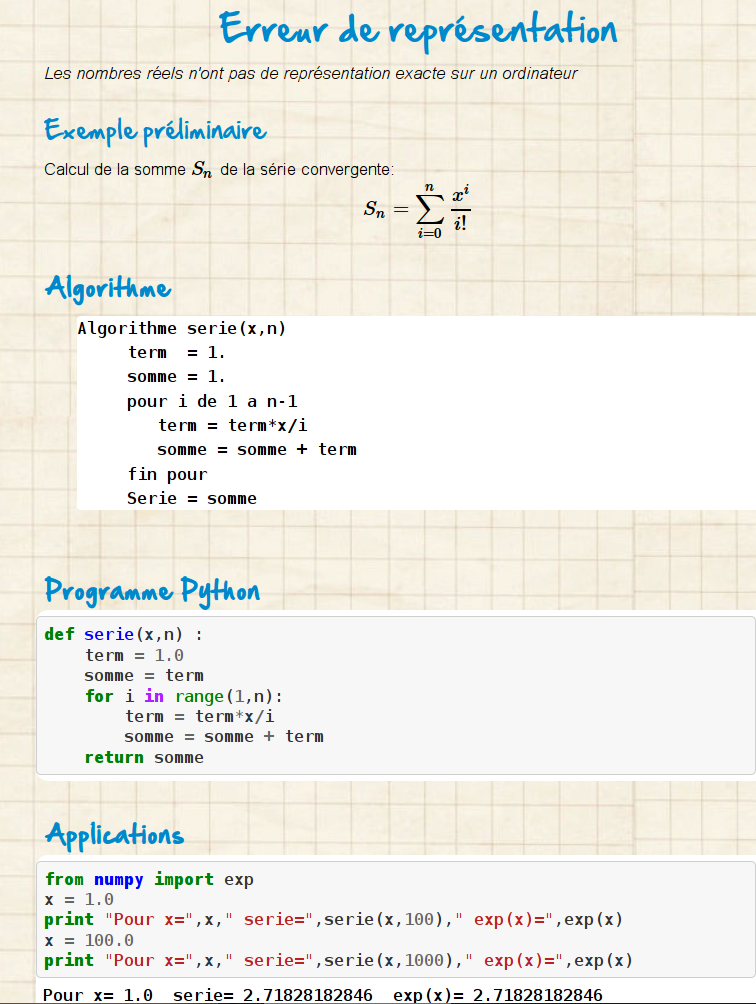 Erreur de représentation
Les nombres réels n'ont pas de représentation exacte sur un ordinateur
Exemple préliminaire
Calcul de la somme Sₙ de la série convergente:
Sₙ = ∑ⁿᵢ₌₀ xⁱ/i!
Algorithme
Algorithme serie(x,n)
term  = 1.
somme = 1.
pour i de 1 a n-1
term = term*x/i
somme = somme + term
fin pour
Serie = somme
Programme Python
def serie(x,n) :
term = 1.0
somme = term
for i in range(1,n):
term = term*x/i
somme = somme + term
return somme
Applications
from numpy import exp
x = 1.0
print "Pour x=",x," serie=",serie(x,100)," exp(x)=",exp(x)
x = 100.0
print "Pour x=",x," serie=",serie(x,1000)," exp(x)=",exp(x)
Pour x= 1.0  serie= 2.71828182846  exp(x)= 2.71828182846